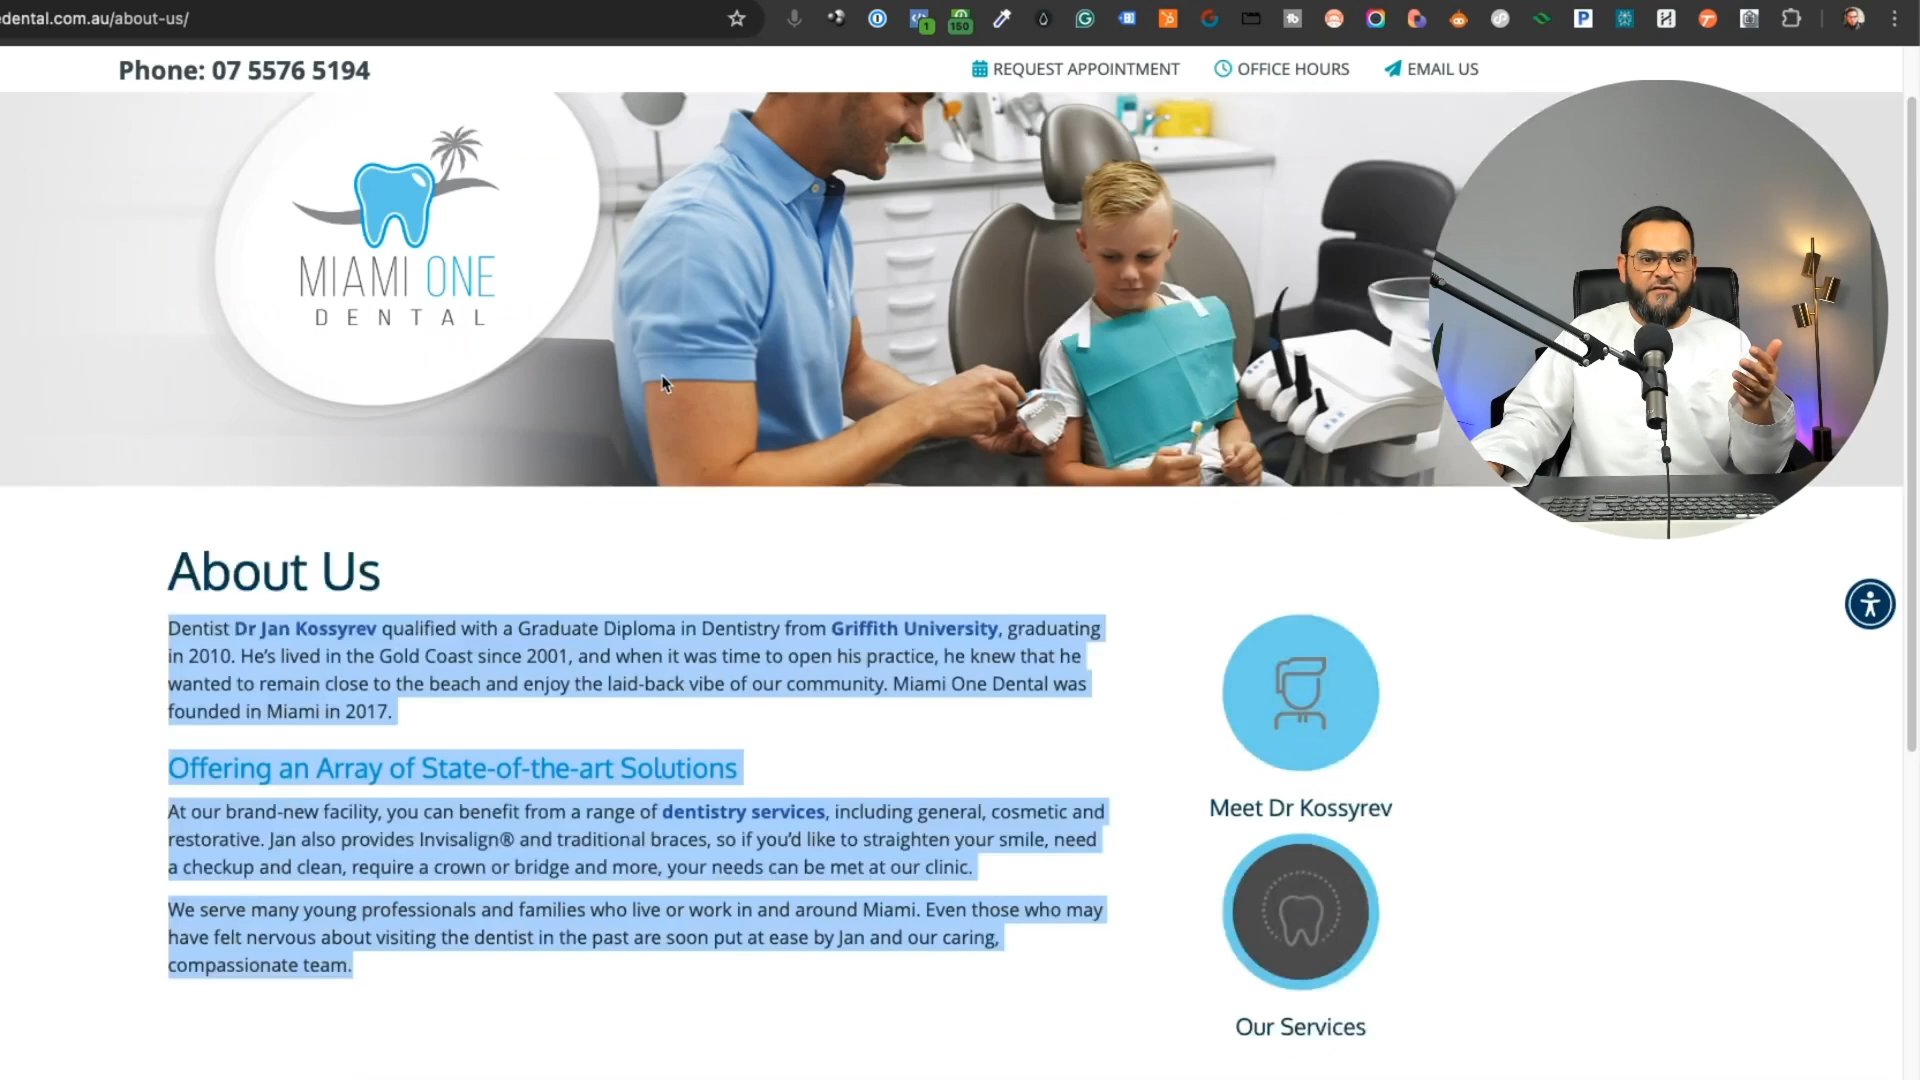 edental.com.au/about-us/
1
150
Phone: 07 5576 5194
REQUEST APPOINTMENT
OFFICE HOURS
EMAIL US
MIAMI ONE
DENTAL
About Us
Dentist Dr Jan Kossyrev qualified with a Graduate Diploma in Dentistry from Griffith University, graduating
in 2010. He’s lived in the Gold Coast since 2001, and when it was time to open his practice, he knew that he
wanted to remain close to the beach and enjoy the laid-back vibe of our community. Miami One Dental was
founded in Miami in 2017.
Offering an Array of State-of-the-art Solutions
At our brand-new facility, you can benefit from a range of dentistry services, including general, cosmetic and
restorative. Jan also provides Invisalign® and traditional braces, so if you’d like to straighten your smile, need
a checkup and clean, require a crown or bridge and more, your needs can be met at our clinic.
We serve many young professionals and families who live or work in and around Miami. Even those who may
have felt nervous about visiting the dentist in the past are soon put at ease by Jan and our caring,
compassionate team.
Meet Dr Kossyrev
Our Services